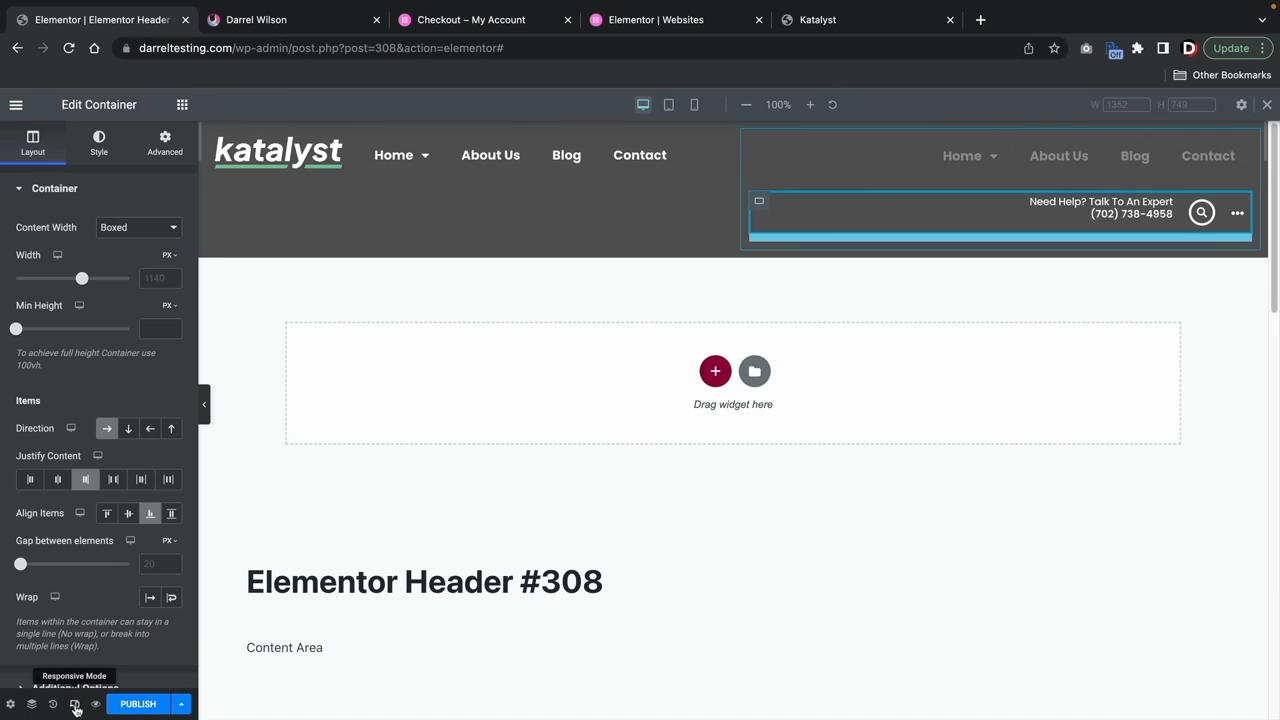 Elementor | Elementor Header
Darrel Wilson
Checkout – My Account
Elementor | Websites
Katalyst
darreltesting.com/wp-admin/post.php?post=308&action=elementor#
Off
D
Update
Other Bookmarks
Edit Container
100%
W 1352 H 749
Layout
Style
Advanced
katalyst
Home
About Us
Blog
Contact
Home
About Us
Blog
Contact
Need Help? Talk To An Expert
(702) 738-4958
Container
Content Width
Boxed
Width
PX
1140
Min Height
PX
To achieve full height Container use
100vh.
Items
Direction
Justify Content
Align Items
Gap between elements
PX
20
Wrap
Items within the container can stay in
a single line (No wrap), or break into
multiple lines (Wrap).
Responsive Mode
Additional Options
PUBLISH
Drag widget here
Elementor Header #308
Content Area